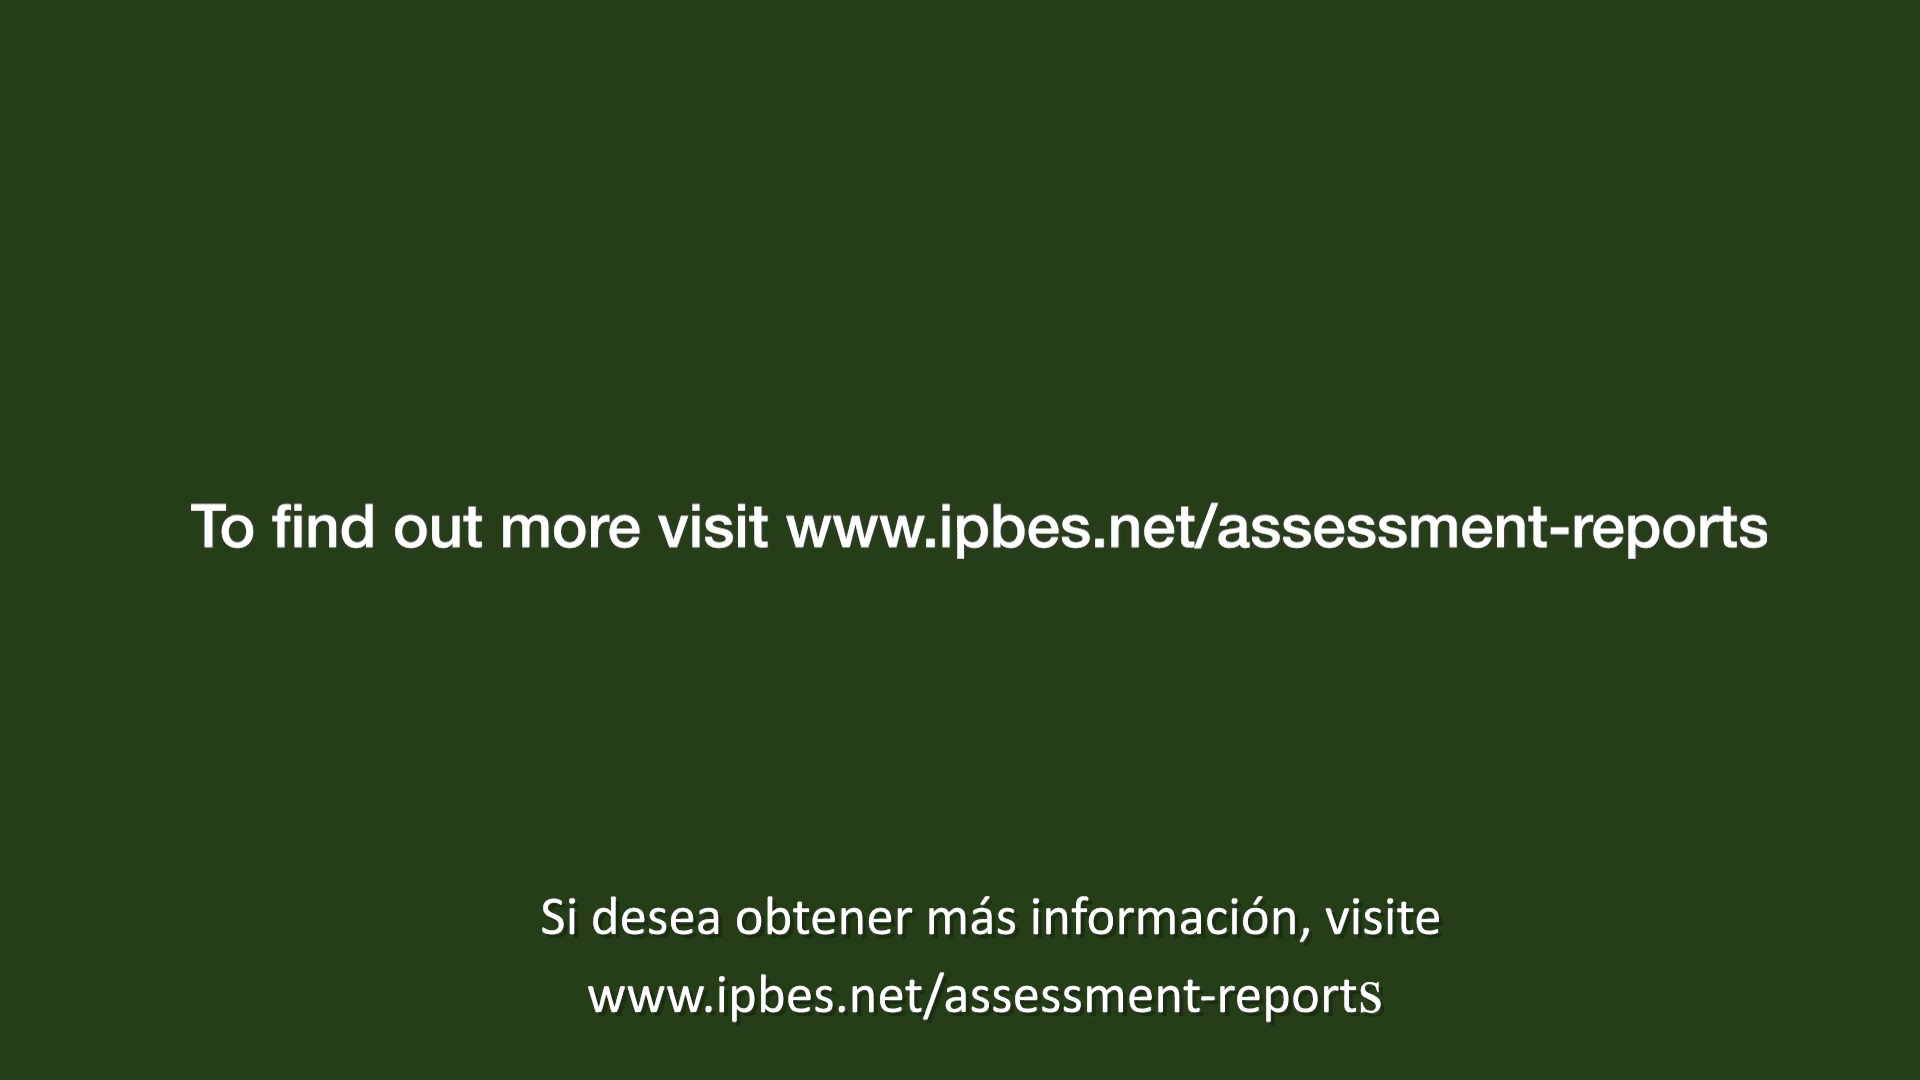 To find out more visit www.ipbes.net/assessment-reports
Si desea obtener más información, visite
www.ipbes.net/assessment-reports